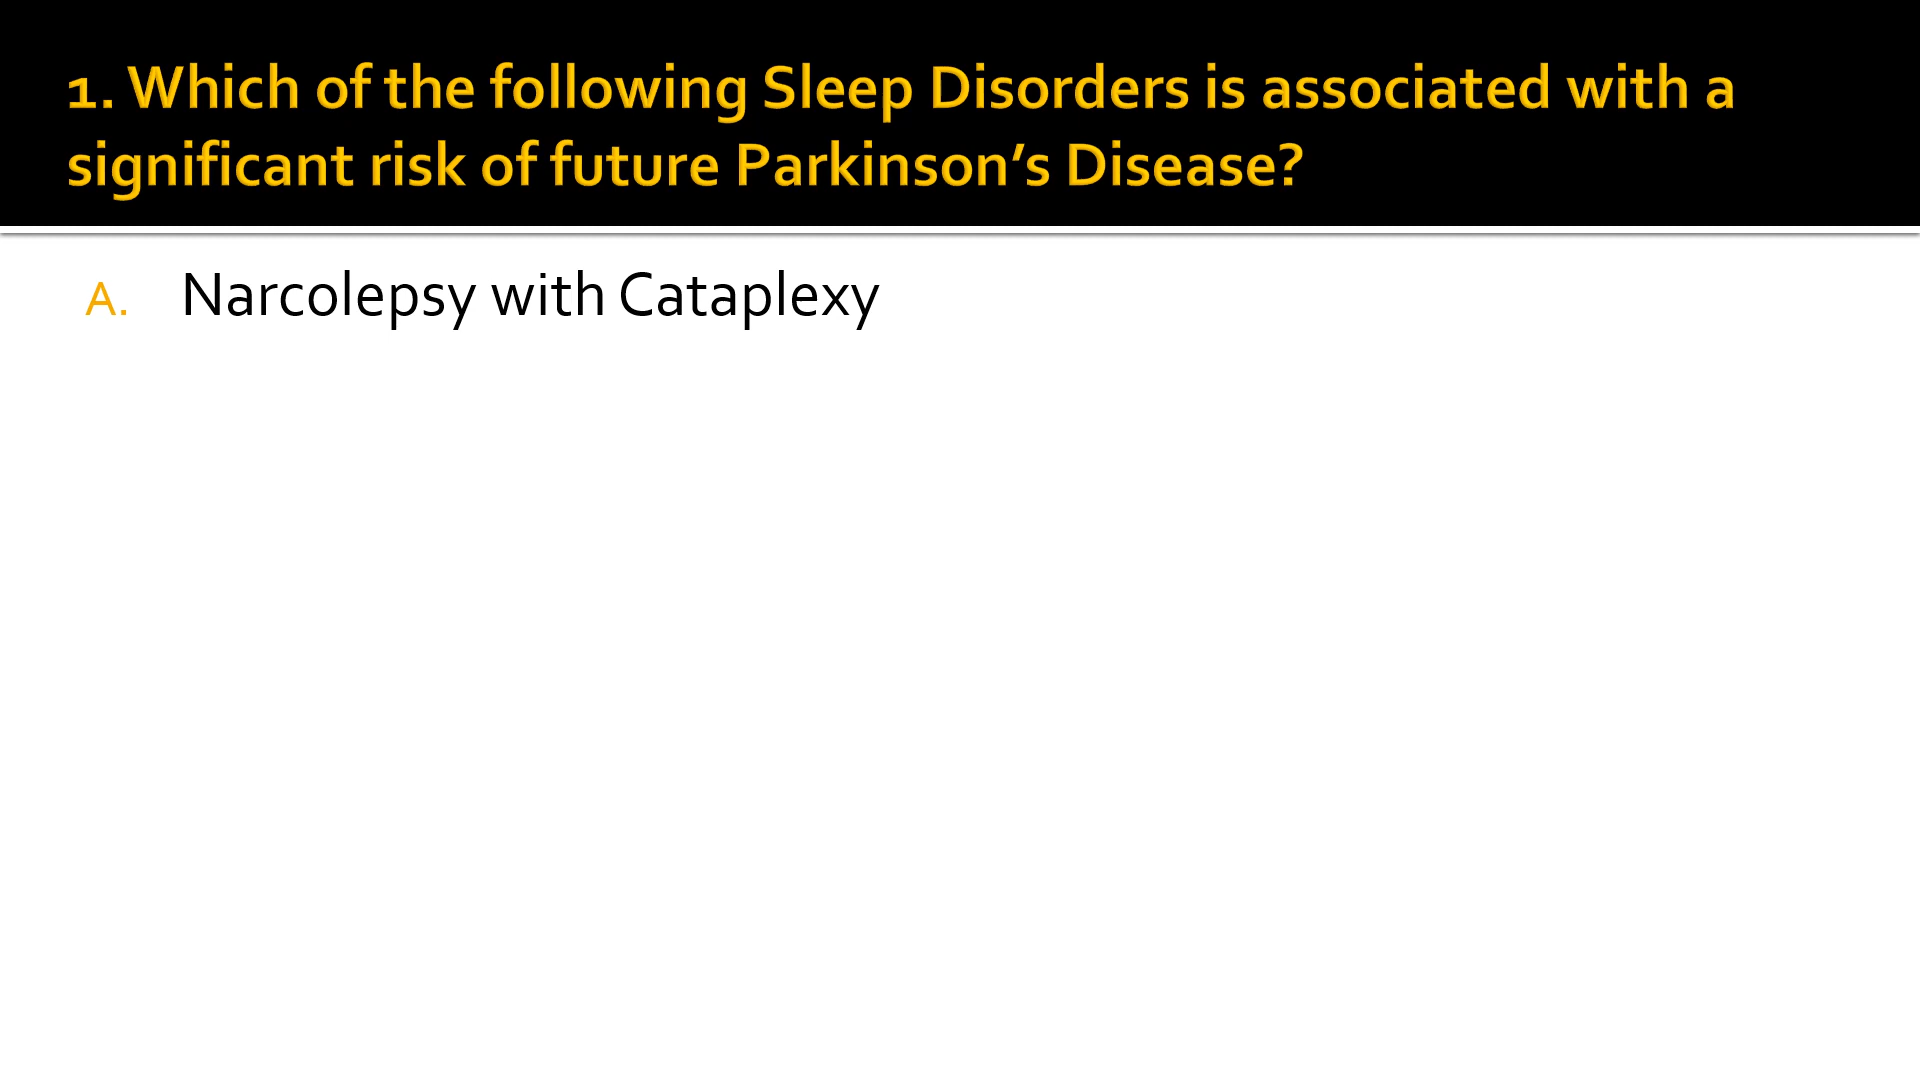 1. Which of the following Sleep Disorders is associated with a
significant risk of future Parkinson’s Disease?
A. Narcolepsy with Cataplexy